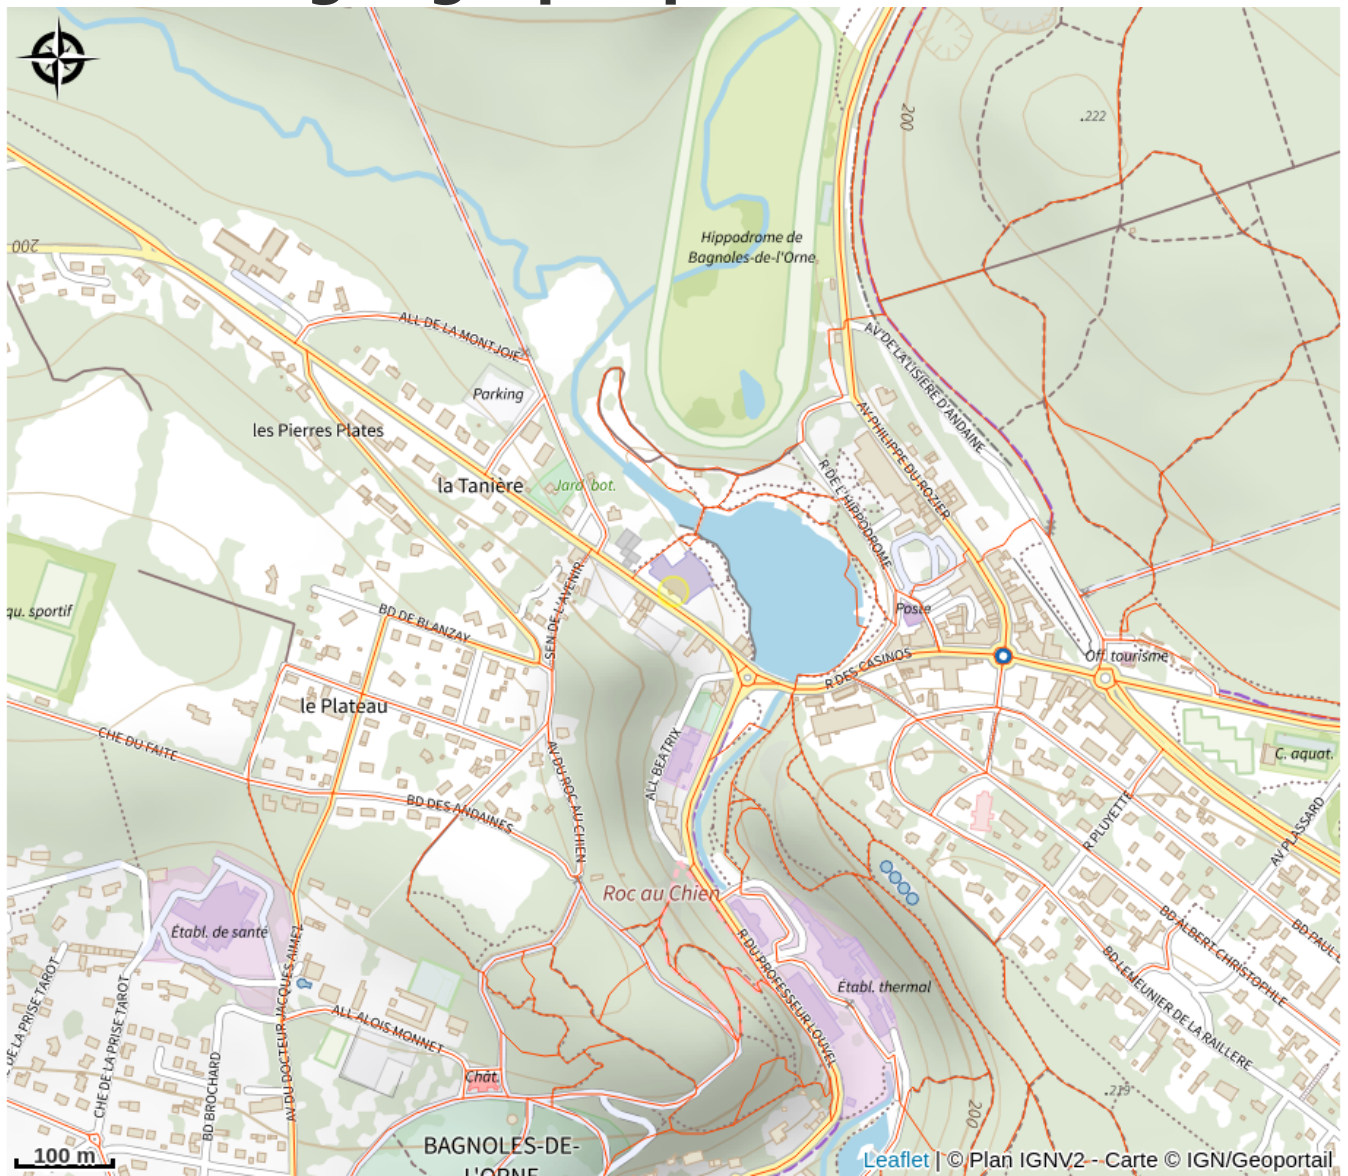 .222
200
Hippodrome de
Bagnoles-de-l'Orne
200
ALL DE LA MONTJOIE
AV DE LA LISIÈRE D'ANDAINE
Parking
les Pierres Plates
AV PHILIPPE DU ROZIER
la Tanière
Jard. bot.
R DE L'HIPPODROME
SEN DE L'AVENIR
qu. sportif
BD DE BLANZAY
Poste
R DES CASINOS
Off. tourisme
le Plateau
CHE DU FAITE
ALL BEATRIX
AV DU ROC AU CHIEN
C. aquat.
BD DES ANDAINES
R PLUYETTE
AV PLASSARD
Roc au Chien
Établ. de santé
BD ALBERT CHRISTOPHLE
BD PAUL
R DU PROFESSEUR LOUVEL
BD LEMEUNIER DE LA RAILLERE
Établ. thermal
DE LA PRISE TAROT
CHE DE LA PRISE TAROT
AV DU DOCTEUR JACQUES AIMEZ
ALL ALOIS MONNET
BD BROCHARD
Chât.
.219
200
BAGNOLES-DE-
L'ORNE
100 m
Leaflet | © Plan IGNV2 - Carte © IGN/Geoportail